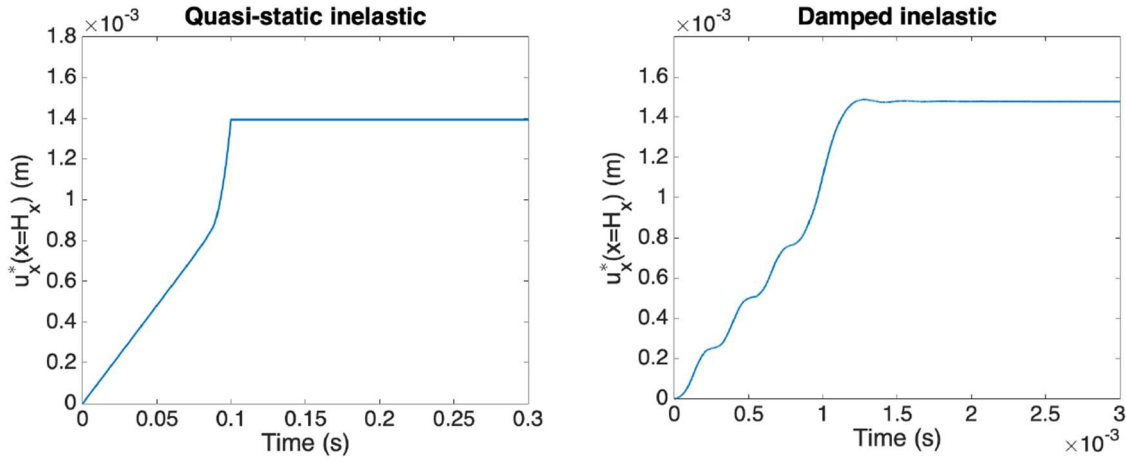 Quasi-static inelastic
×10⁻³
1.8
1.6
1.4
1.2
1
0.8
0.6
0.4
0.2
0
u*ₓ(x=Hₓ) (m)
0 0.05 0.1 0.15 0.2 0.25 0.3
Time (s)
Damped inelastic
×10⁻³
1.6
1.4
1.2
1
0.8
0.6
0.4
0.2
0
u*ₓ(x=Hₓ) (m)
0 0.5 1 1.5 2 2.5 3
Time (s)
×10⁻³